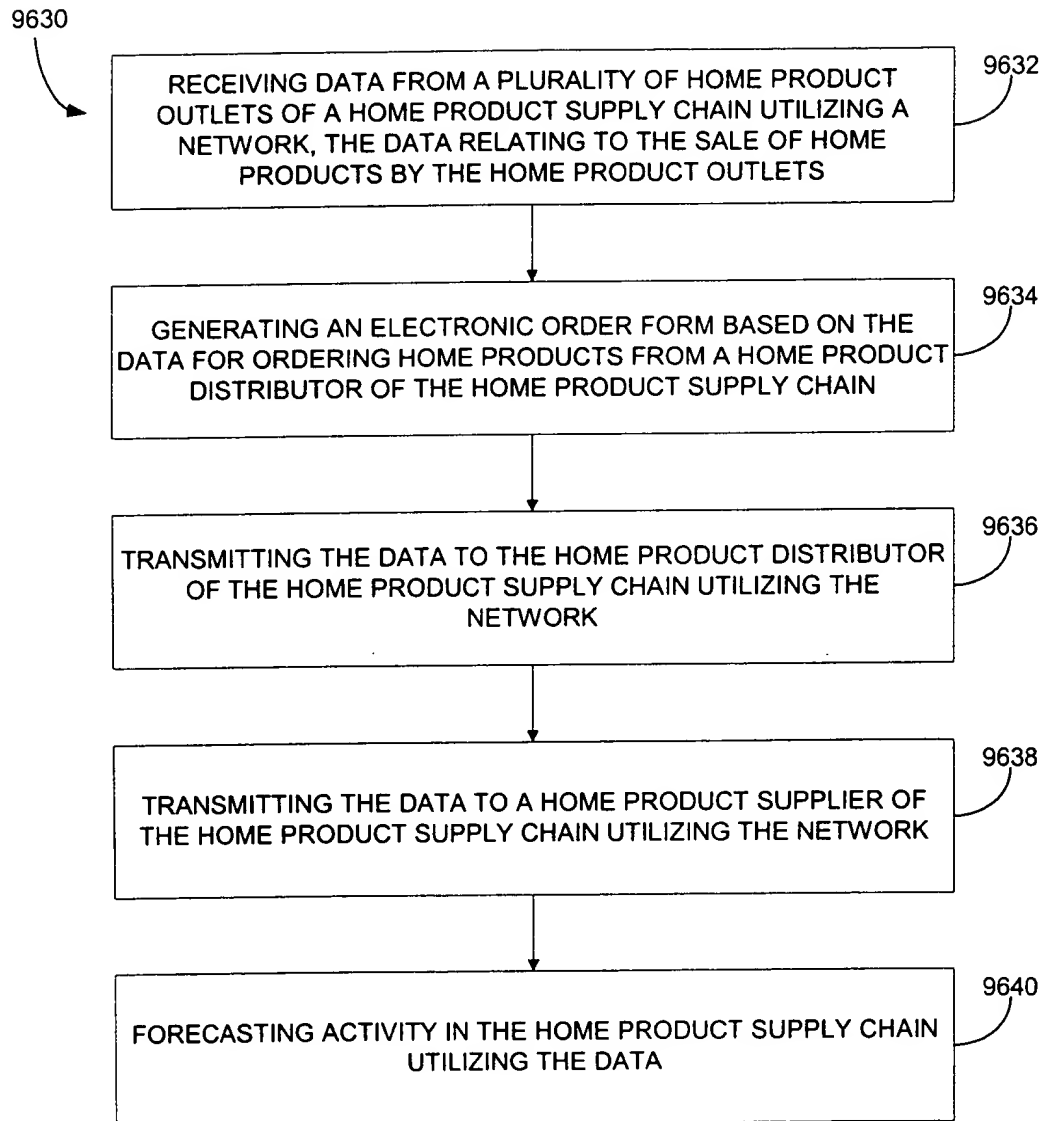 9630
9632
RECEIVING DATA FROM A PLURALITY OF HOME PRODUCT
OUTLETS OF A HOME PRODUCT SUPPLY CHAIN UTILIZING A
NETWORK, THE DATA RELATING TO THE SALE OF HOME
PRODUCTS BY THE HOME PRODUCT OUTLETS
9634
GENERATING AN ELECTRONIC ORDER FORM BASED ON THE
DATA FOR ORDERING HOME PRODUCTS FROM A HOME PRODUCT
DISTRIBUTOR OF THE HOME PRODUCT SUPPLY CHAIN
9636
TRANSMITTING THE DATA TO THE HOME PRODUCT DISTRIBUTOR
OF THE HOME PRODUCT SUPPLY CHAIN UTILIZING THE
NETWORK
9638
TRANSMITTING THE DATA TO A HOME PRODUCT SUPPLIER OF
THE HOME PRODUCT SUPPLY CHAIN UTILIZING THE NETWORK
9640
FORECASTING ACTIVITY IN THE HOME PRODUCT SUPPLY CHAIN
UTILIZING THE DATA